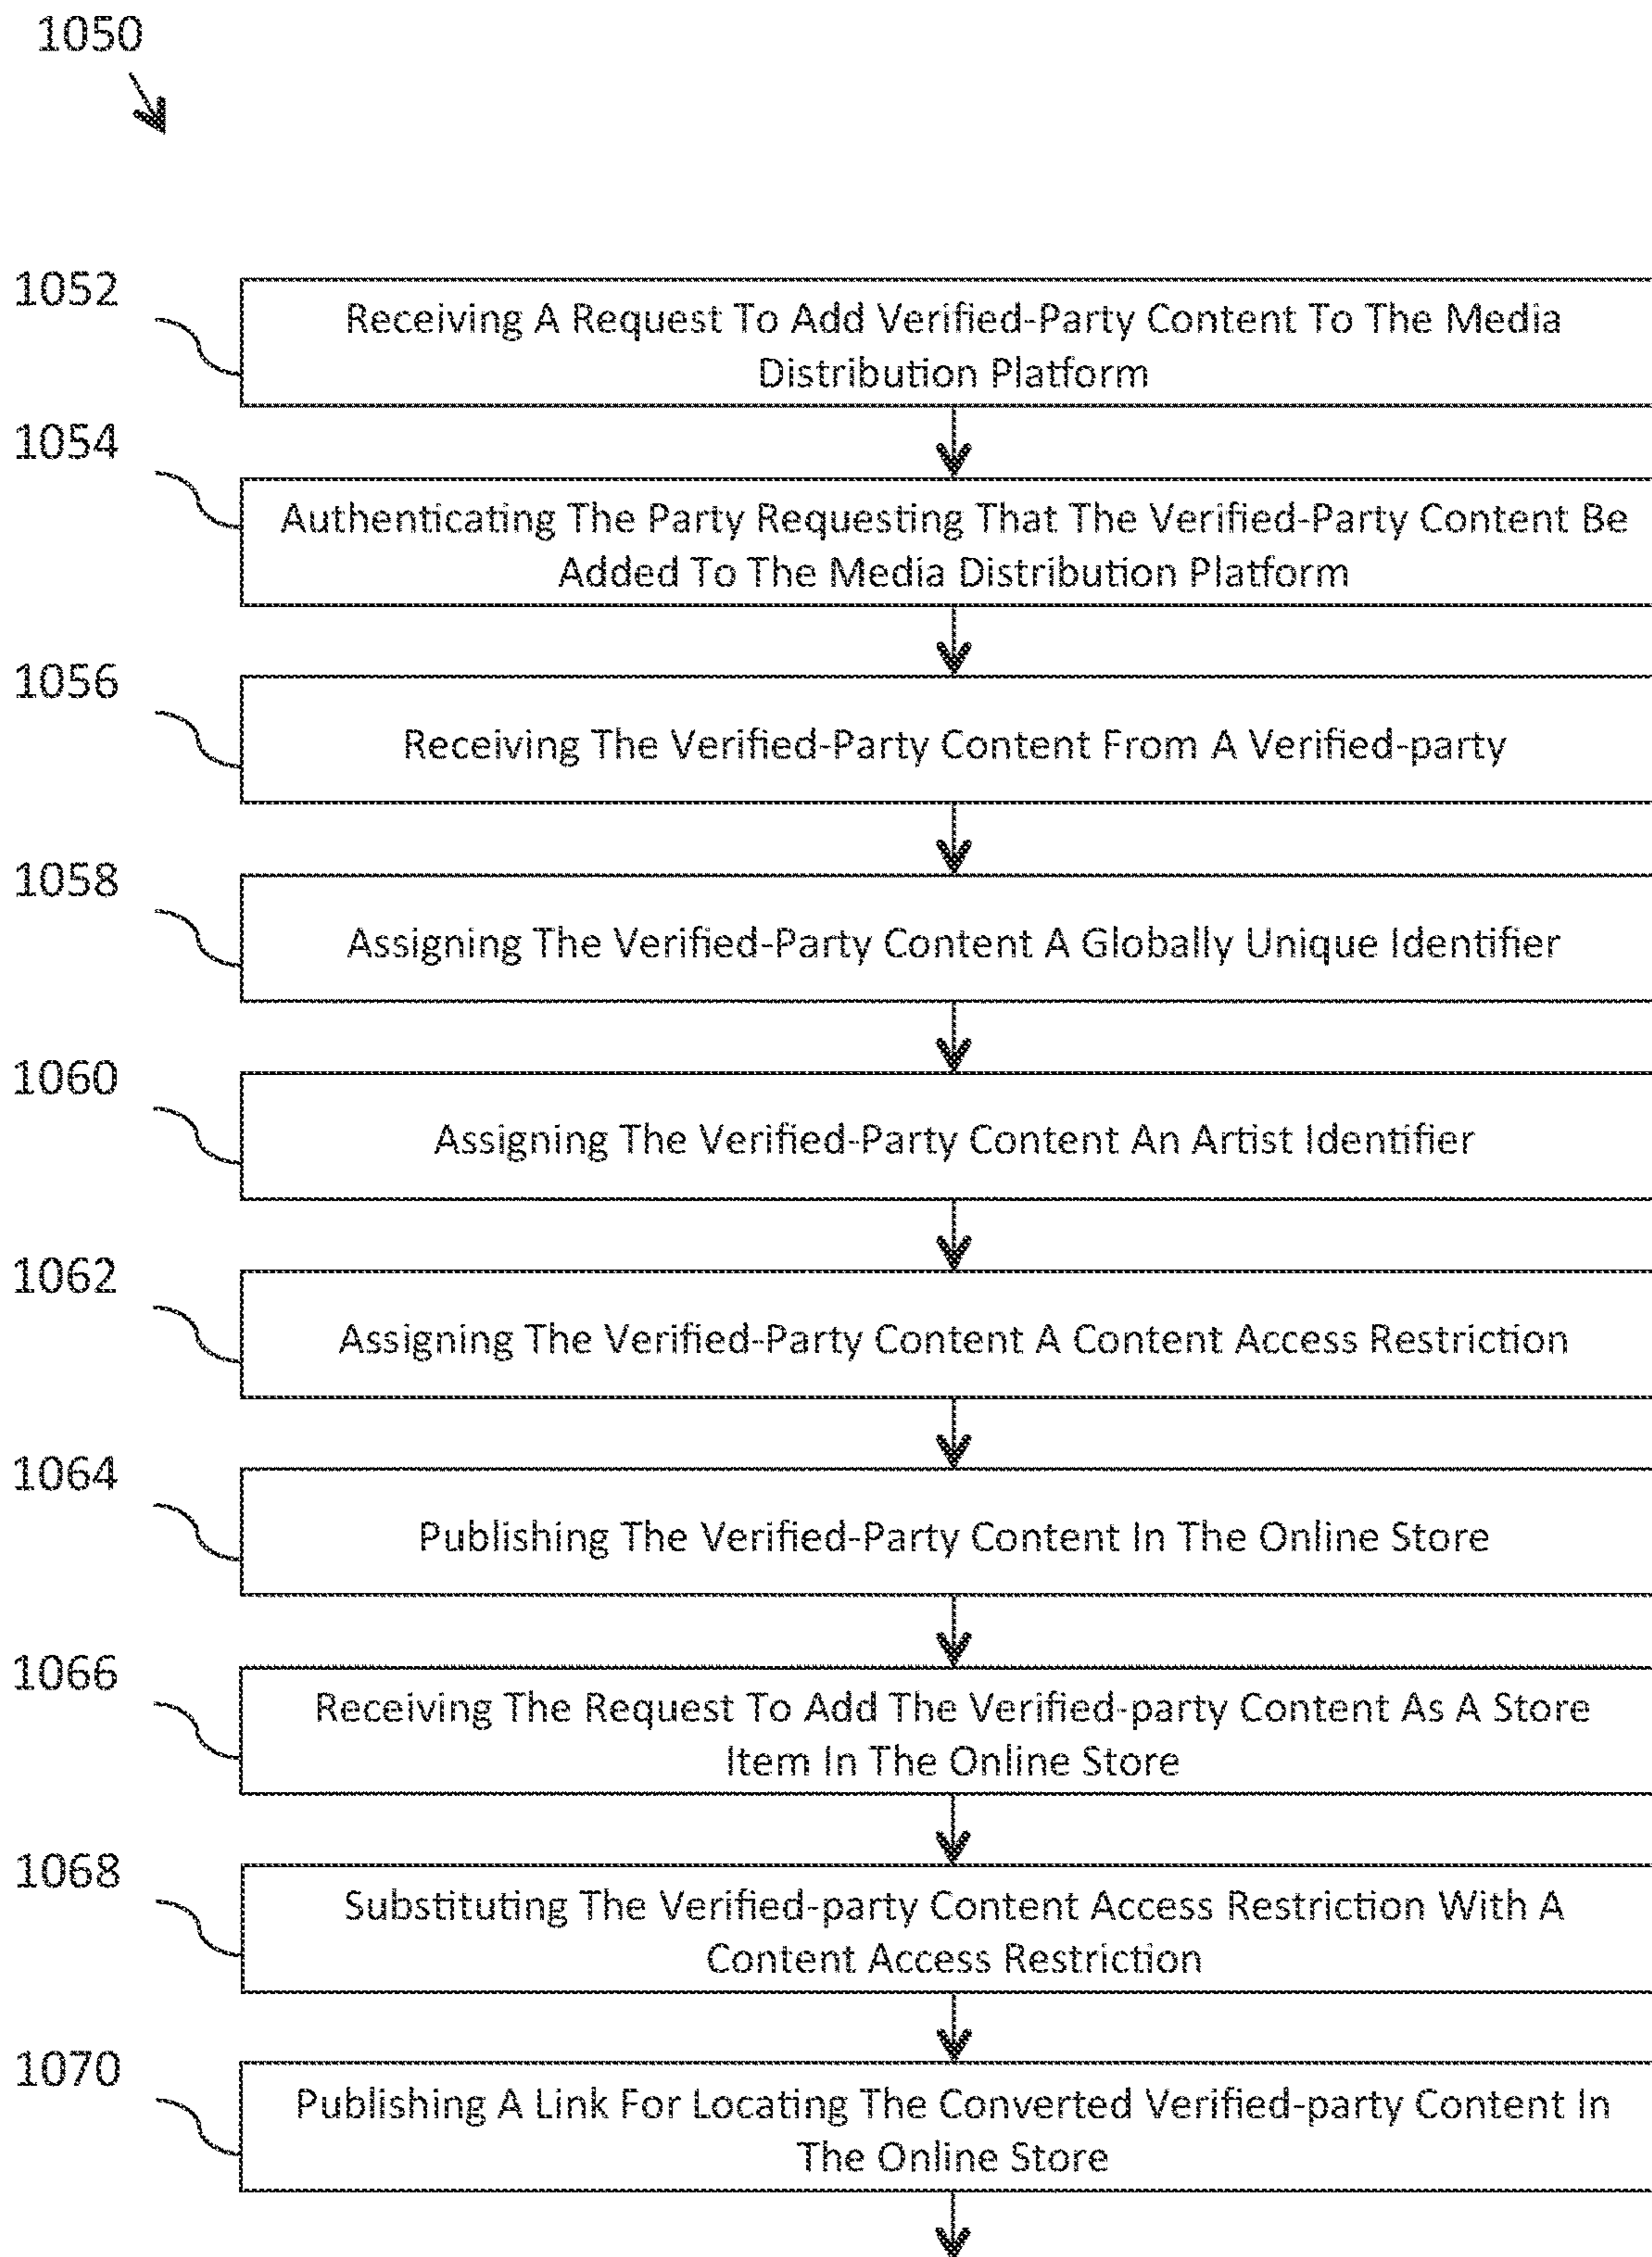 1050
1052
Receiving A Request To Add Verified-Party Content To The Media
Distribution Platform
1054
Authenticating The Party Requesting That The Verified-Party Content Be
Added To The Media Distribution Platform
1056
Receiving The Verified-Party Content From A Verified-party
1058
Assigning The Verified-Party Content A Globally Unique Identifier
1060
Assigning The Verified-Party Content An Artist Identifier
1062
Assigning The Verified-Party Content A Content Access Restriction
1064
Publishing The Verified-Party Content In The Online Store
1066
Receiving The Request To Add The Verified-party Content As A Store
Item In The Online Store
1068
Substituting The Verified-party Content Access Restriction With A
Content Access Restriction
1070
Publishing A Link For Locating The Converted Verified-party Content In
The Online Store